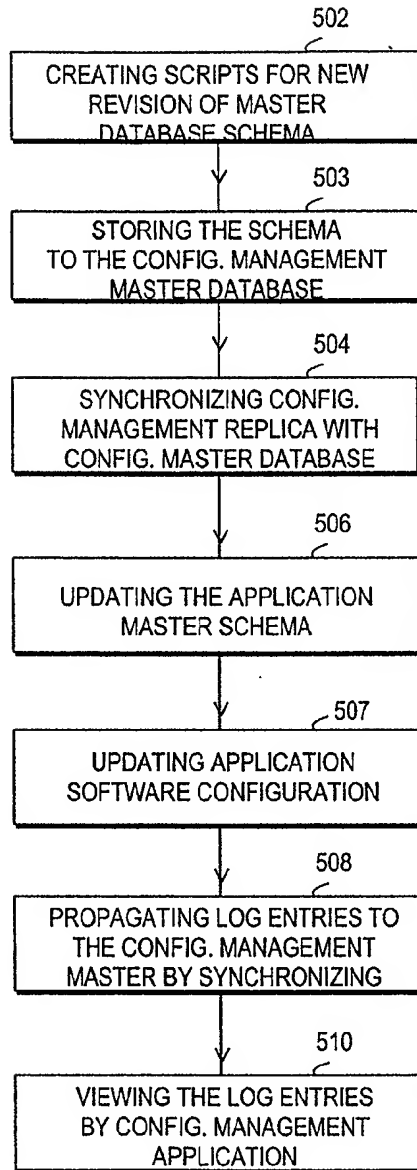 502
CREATING SCRIPTS FOR NEW
REVISION OF MASTER
DATABASE SCHEMA
503
STORING THE SCHEMA
TO THE CONFIG. MANAGEMENT
MASTER DATABASE
504
SYNCHRONIZING CONFIG.
MANAGEMENT REPLICA WITH
CONFIG. MASTER DATABASE
506
UPDATING THE APPLICATION
MASTER SCHEMA
507
UPDATING APPLICATION
SOFTWARE CONFIGURATION
508
PROPAGATING LOG ENTRIES TO
THE CONFIG. MANAGEMENT
MASTER BY SYNCHRONIZING
510
VIEWING THE LOG ENTRIES
BY CONFIG. MANAGEMENT
APPLICATION